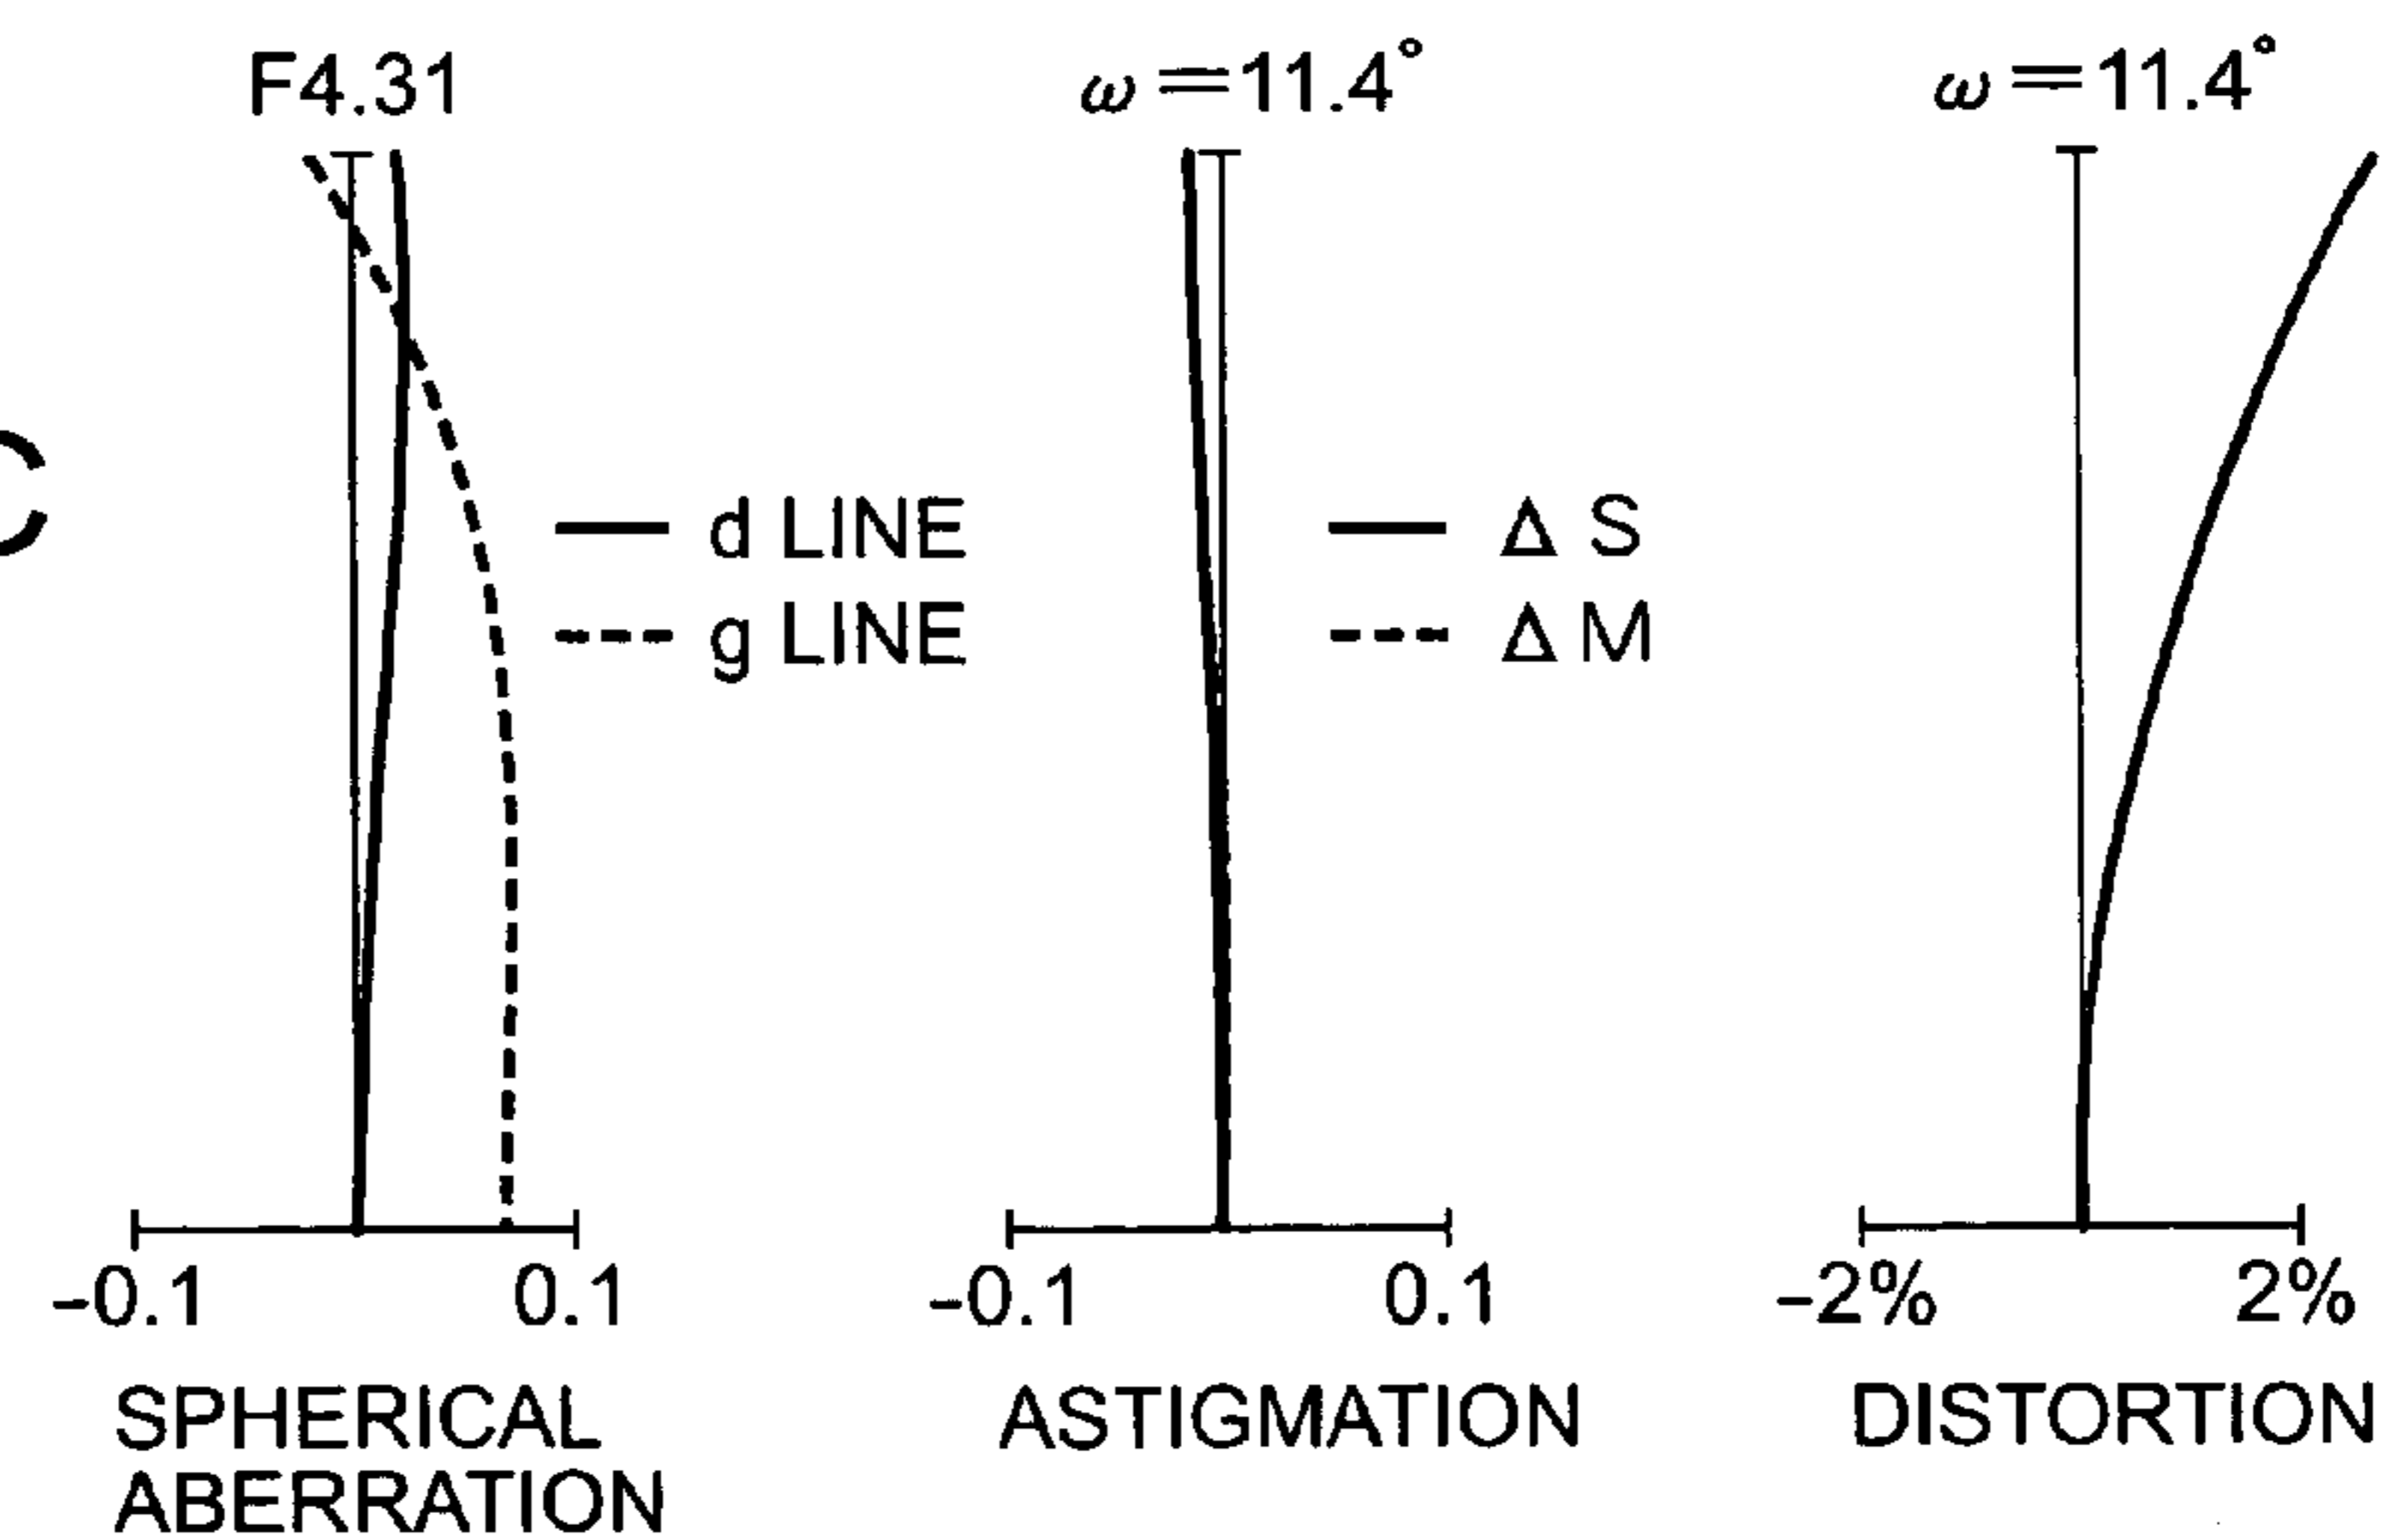 F4.31
ω=11.4°
ω=11.4°
C
d LINE
g LINE
Δ S
Δ M
-0.1
0.1
-0.1
0.1
-2%
2%
SPHERICAL
ABERRATION
ASTIGMATION
DISTORTION